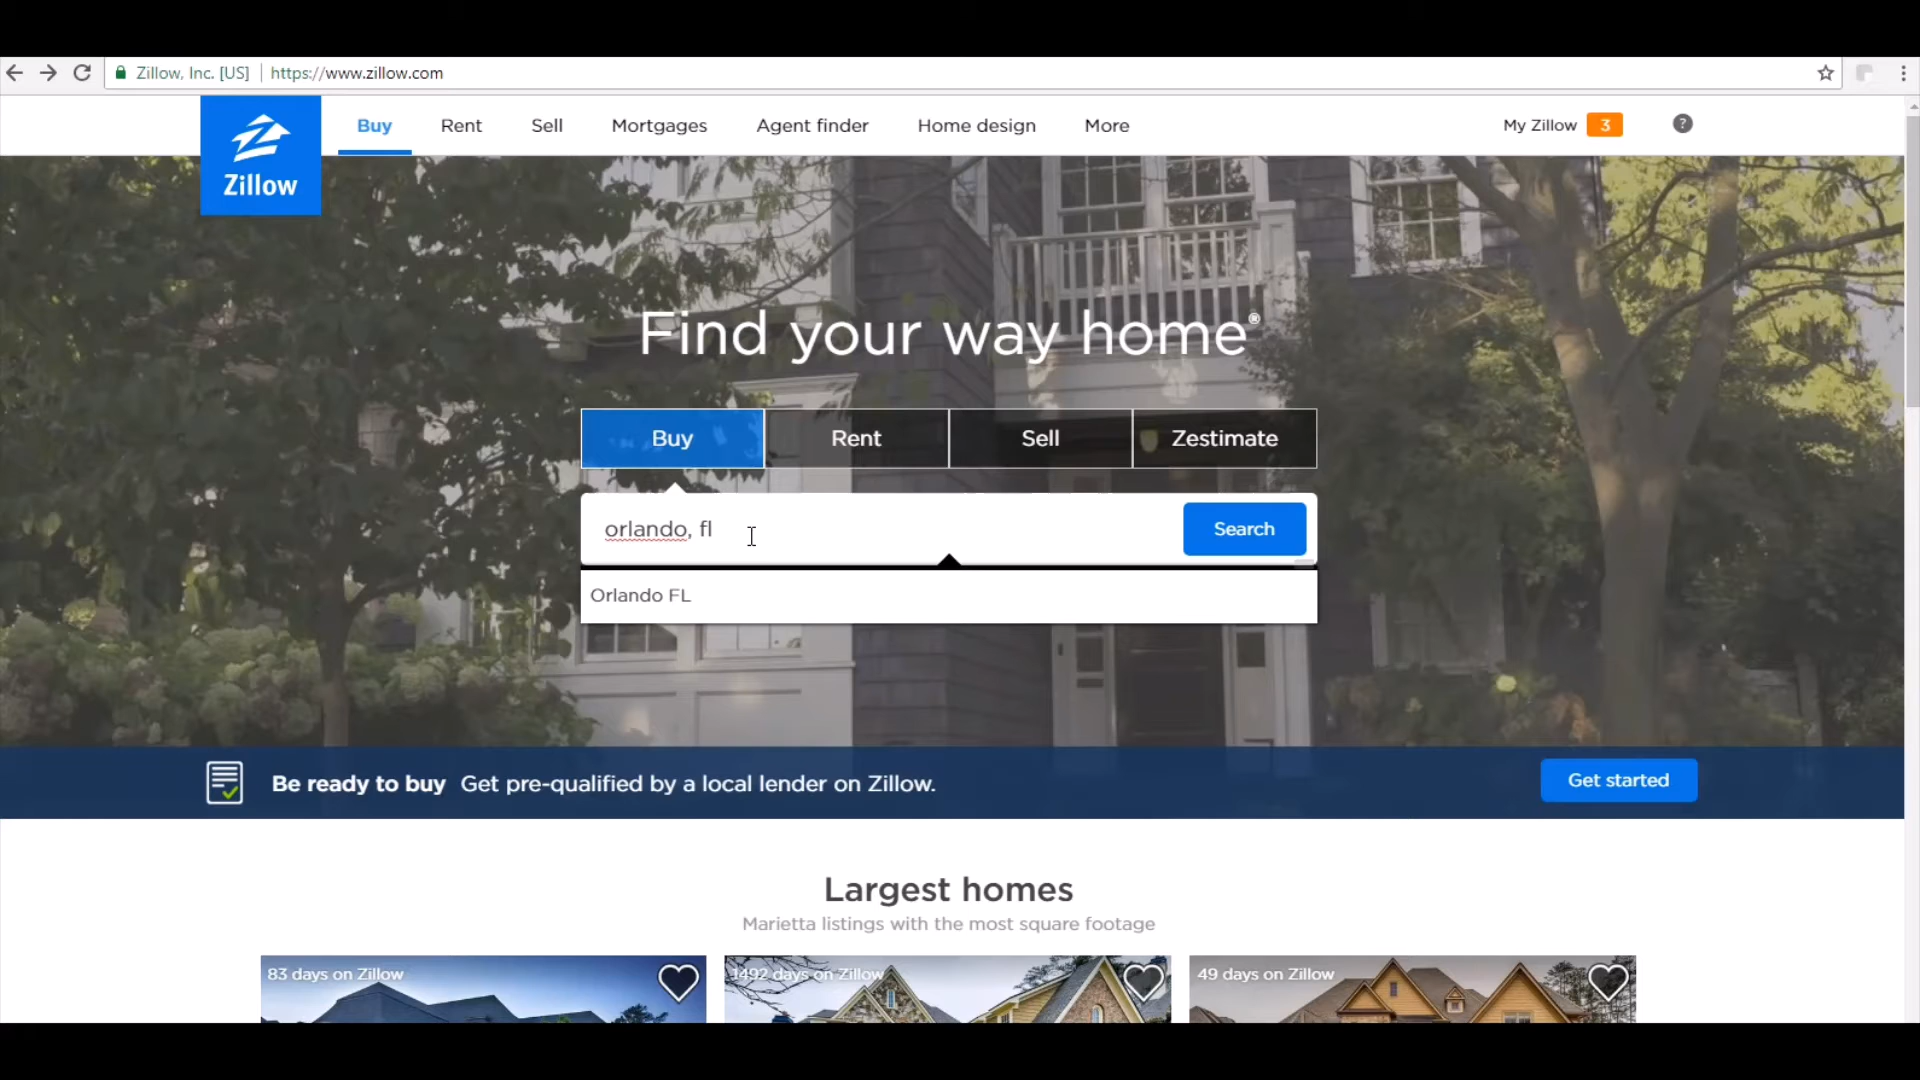 Zillow, Inc. [US] https://www.zillow.com
Zillow
Buy Rent Sell Mortgages Agent finder Home design More My Zillow 3 ?
Find your way home®
Buy Rent Sell Zestimate
orlando, fl Search
Orlando FL
Be ready to buy Get pre-qualified by a local lender on Zillow. Get started
Largest homes
Marietta listings with the most square footage
83 days on Zillow 1492 days on Zillow 49 days on Zillow